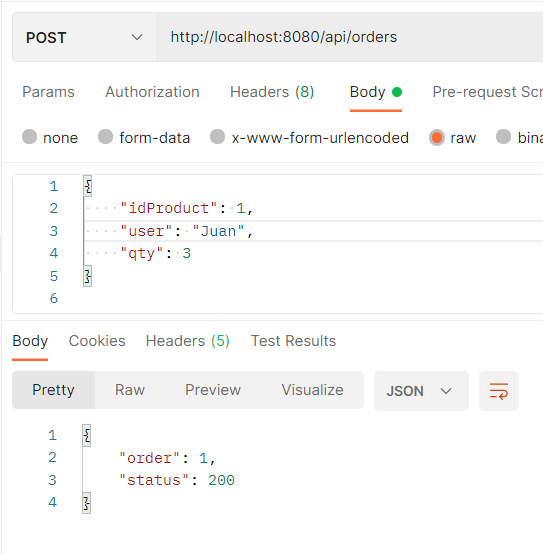 POST http://localhost:8080/api/orders
Params Authorization Headers (8) Body Pre-request Scr
none form-data x-www-form-urlencoded raw bina
1 {
2 "idProduct": 1,
3 "user": "Juan",
4 "qty": 3
5 }
6
Body Cookies Headers (5) Test Results
Pretty Raw Preview Visualize JSON
1 {
2 "order": 1,
3 "status": 200
4 }